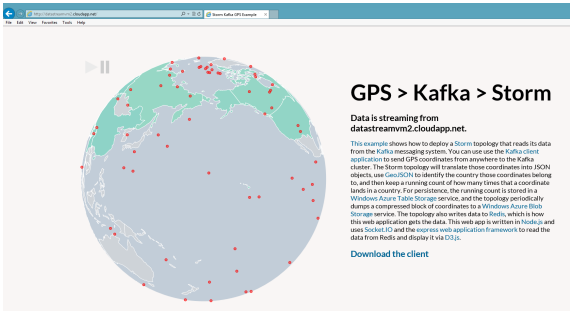 http://datastreamvm2.cloudapp.net/
Storm Kafka GPS Example
File Edit View Favorites Tools Help
GPS > Kafka > Storm
Data is streaming from
datastreamvm2.cloudapp.net.
This example shows how to deploy a Storm topology that reads its data
from the Kafka messaging system. You can use use the Kafka client
application to send GPS coordinates from anywhere to the Kafka
cluster. The Storm topology will translate those coordinates into JSON
objects, use GeoJSON to identify the country those coordinates belong
to, and then keep a running count of how many times that a coordinate
lands in a country. For persistence, the running count is stored in a
Windows Azure Table Storage service, and the topology periodically
dumps a compressed block of coordinates to a Windows Azure Blob
Storage service. The topology also writes data to Redis, which is how
this web application gets the data. This web app is written in Node.js and
uses Socket.IO and the express web application framework to read the
data from Redis and display it via D3.js.
Download the client